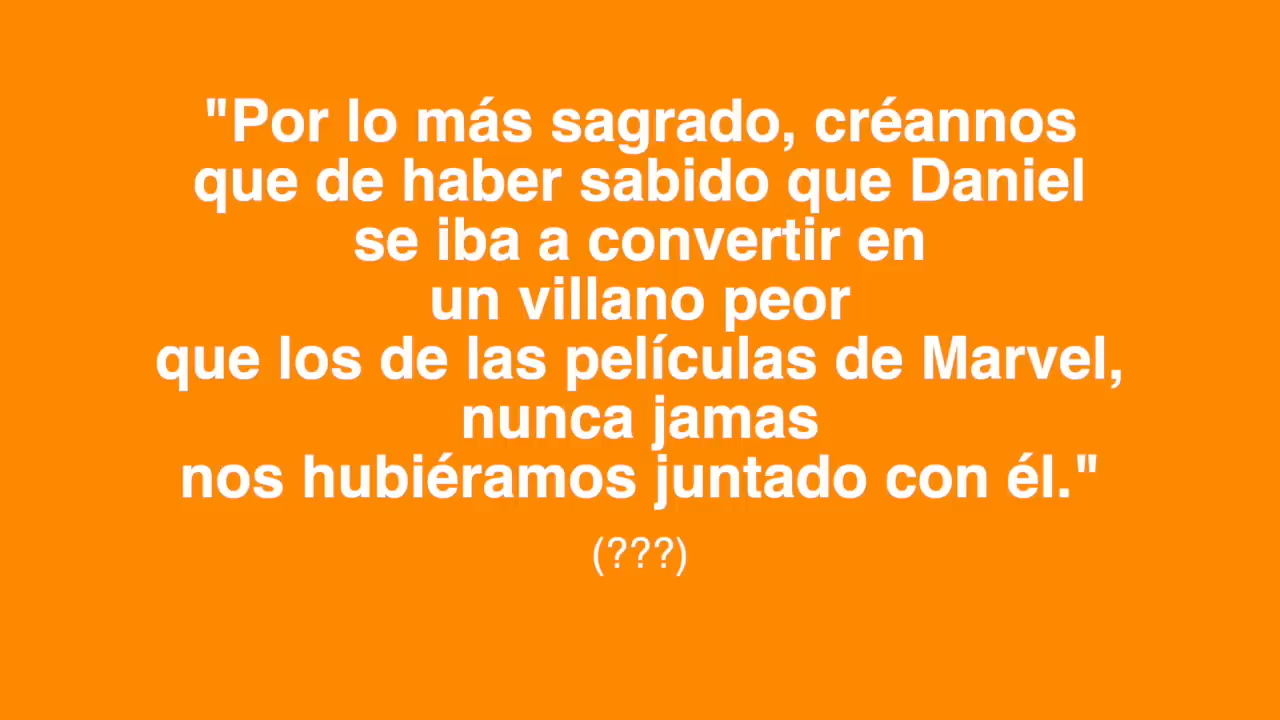 "Por lo más sagrado, créannos
que de haber sabido que Daniel
se iba a convertir en
un villano peor
que los de las películas de Marvel,
nunca jamas
nos hubiéramos juntado con él."
(???)